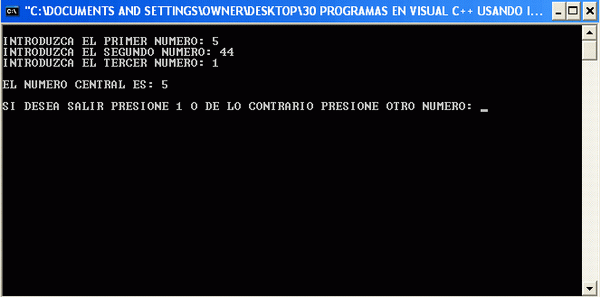 "C:\DOCUMENTS AND SETTINGS\OWNER\DESKTOP\30 PROGRAMAS EN VISUAL C++ USANDO I...
INTRODUZCA EL PRIMER NUMERO: 5
INTRODUZCA EL SEGUNDO NUMERO: 44
INTRODUZCA EL TERCER NUMERO: 1
EL NUMERO CENTRAL ES: 5
SI DESEA SALIR PRESIONE 1 O DE LO CONTRARIO PRESIONE OTRO NUMERO: _